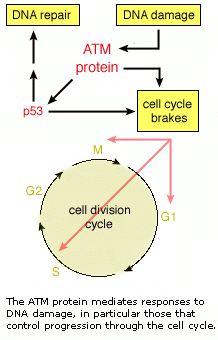 DNA repair
DNA damage
ATM
protein
p53
cell cycle
brakes
M
G2
cell division
cycle
G1
S
The ATM protein mediates responses to
DNA damage, in particular those that
control progression through the cell cycle.